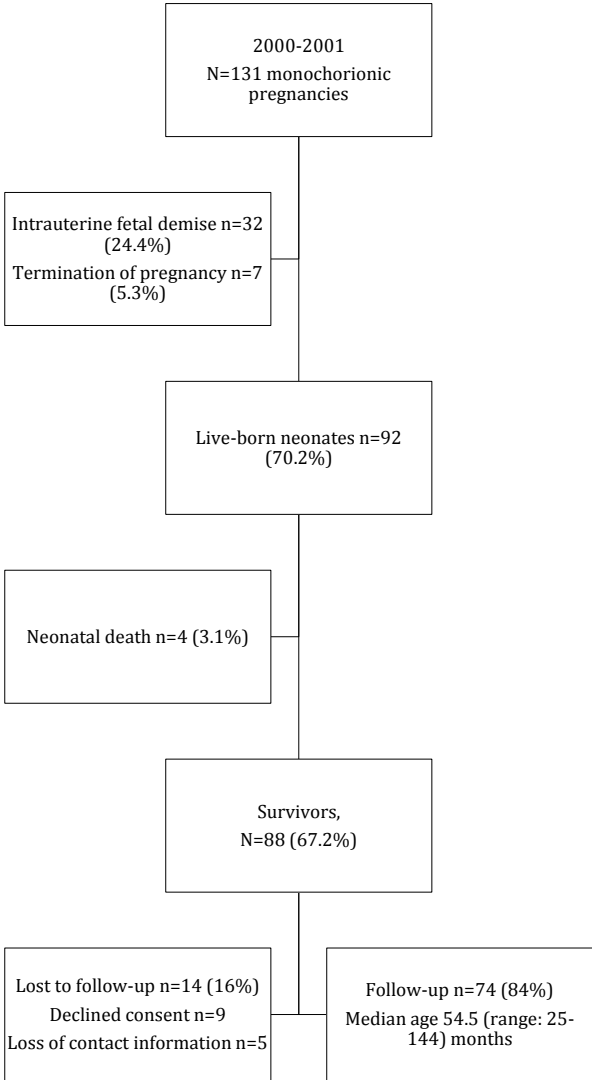 2000-2001
N=131 monochorionic
pregnancies
Intrauterine fetal demise n=32
(24.4%)
Termination of pregnancy n=7
(5.3%)
Live-born neonates n=92
(70.2%)
Neonatal death n=4 (3.1%)
Survivors,
N=88 (67.2%)
Lost to follow-up n=14 (16%)
Declined consent n=9
Loss of contact information n=5
Follow-up n=74 (84%)
Median age 54.5 (range: 25-
144) months